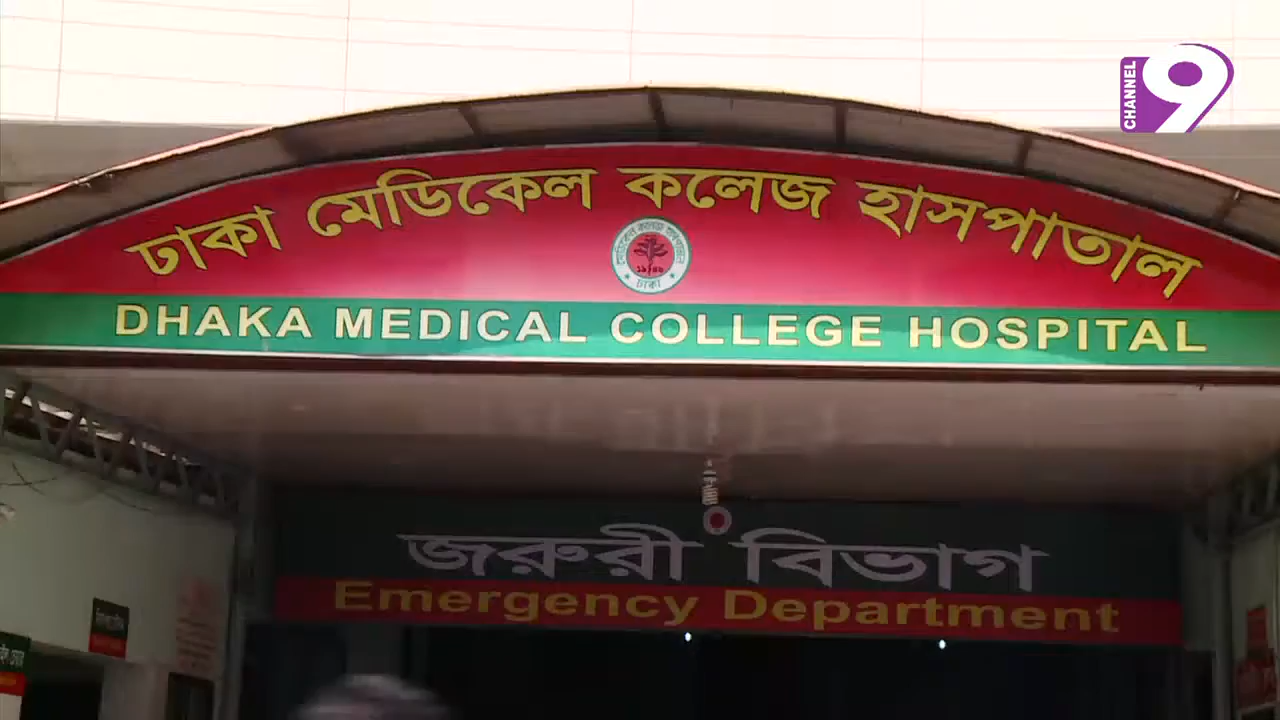 CHANNEL 9
ঢাকা মেডিকেল কলেজ হাসপাতাল
ঢাকা
DHAKA MEDICAL COLLEGE HOSPITAL
জরুরী বিভাগ
Emergency Department